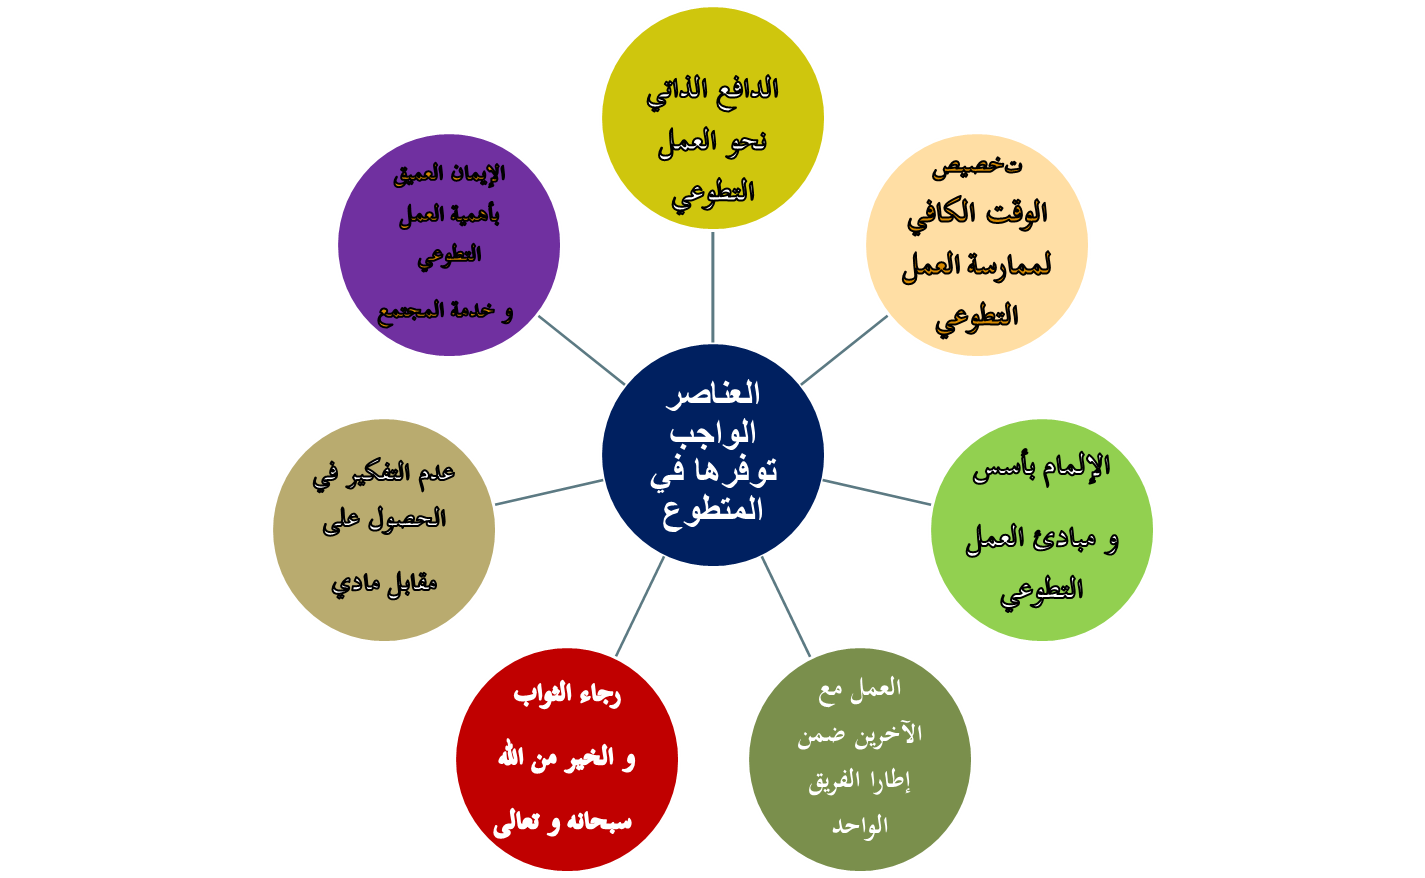 العناصر
الواجب
توفرها في
المتطوع
الدافع الذاتي
نحو العمل
التطوعي
تخصيص
الوقت الكافي
لممارسة العمل
التطوعي
الإلمام بأسس
و مبادئ العمل
التطوعي
العمل مع
الآخرين ضمن
إطارا الفريق
الواحد
رجاء الثواب
و الخير من الله
سبحانه و تعالى
عدم التفكير في
الحصول على
مقابل مادي
الإيمان العميق
بأهمية العمل
التطوعي
و خدمة المجتمع